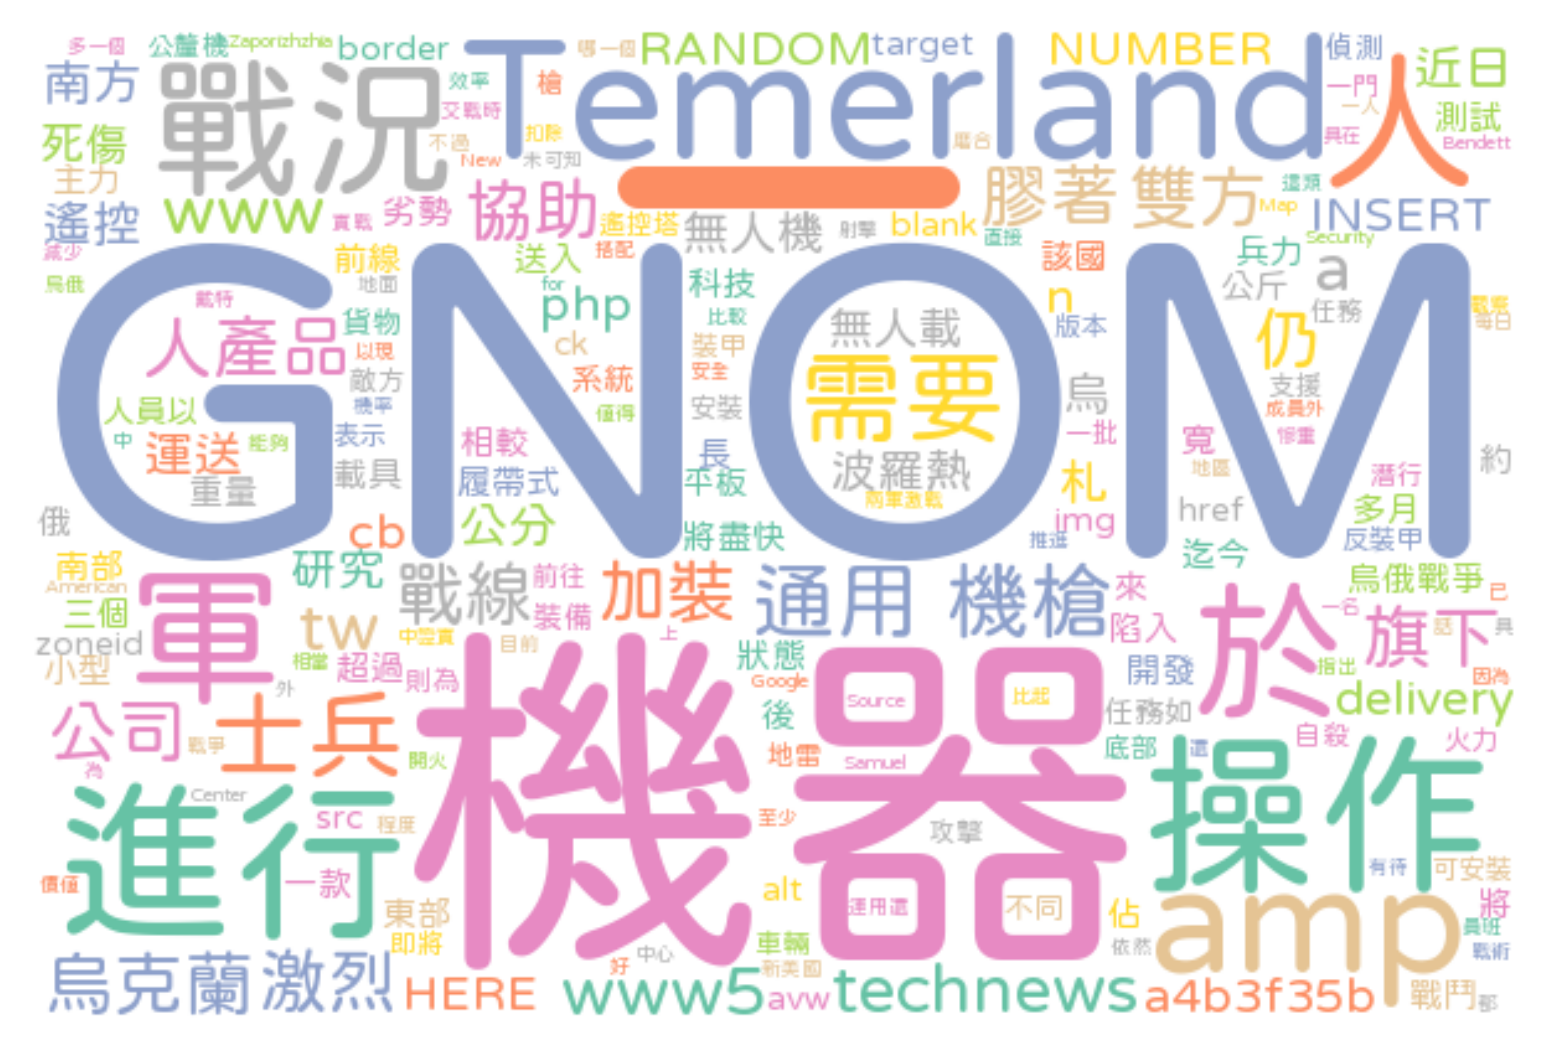 多一個 公釐機 Zaporizhzhia border 哪一個 RANDOM target NUMBER 偵測
南方 戰況 效率 槍 Temerland 一門 人 近日
交戰時 一人 測試
死傷 不過 扣除 磨合 具在 Bendett
主力 New 未可知 膠著 雙方 這類
遙控 www 實戰 劣勢 協助 遙控塔 無人機 射擊 blank Map INSERT
減少 前線 送入 搭配 直接 該國 兵力 Security
烏俄 地面 for 科技 公斤 a
戴特 php n 任務 觀察
GNOM
人產品 貨物 比較 無人載 版本 仍 每日
以現 ck 裝甲 需要
敵方 系統 安全 烏 支援
人員以 機率 值得 安裝 成員外
中 運送 能夠 表示 相較 長 波羅熱 一批 寬 慘重 約
重量 載具 履帶式 平板 兩軍激戰 札 地區 潛行
俄 cb 公分 將盡快 img href 多月
推進 反裝甲
南部 研究 戰線 前往 加裝 通用 機槍 來 迄今 烏俄戰爭
American 軍 已
三個 tw 裝備 陷入 於 一名 旗下 話 具
zoneid 中證實 目前 上 狀態
小型 相當 超過 則為 機器 Google 開發 指出 因為
外 Source 比起 delivery
公司 士兵 後 任務如 自殺
戰爭 開火 地雷 底部 還 火力
為 Samuel
進行 Center src 程度 至少 攻擊 操作
價值 一款 alt 有待 可安裝
東部 運用還 不同 佔 amp 將
即將 車輛 依然 員班
烏克蘭 激烈 好 中心 新美國 戰術
HERE www5 avw technews a4b3f35b 戰鬥 部